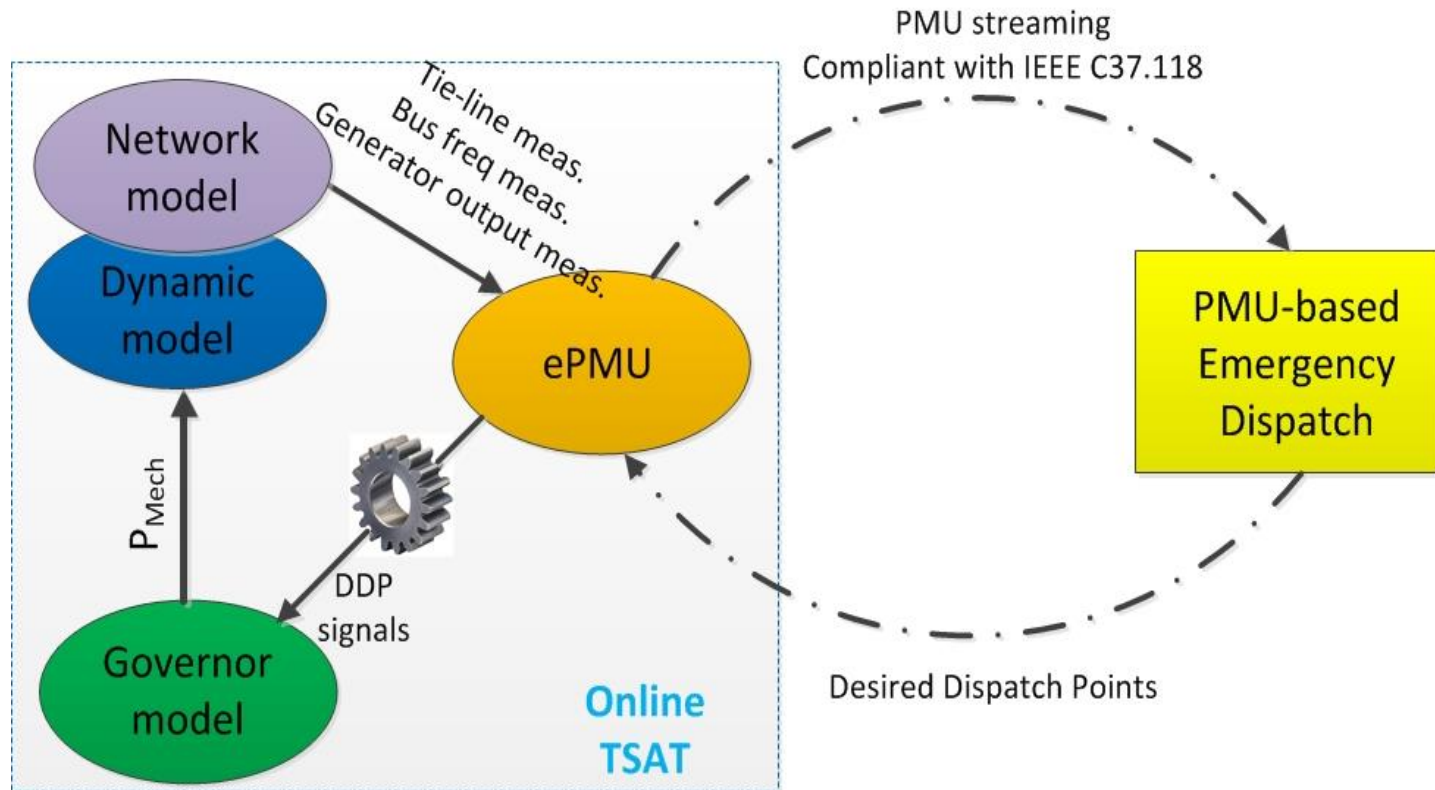 PMU streaming
Compliant with IEEE C37.118
Tie-line meas.
Bus freq meas.
Generator output meas.
Network
model
Dynamic
model
ePMU
PMU-based
Emergency
Dispatch
PMech
DDP
signals
Governor
model
Desired Dispatch Points
Online
TSAT